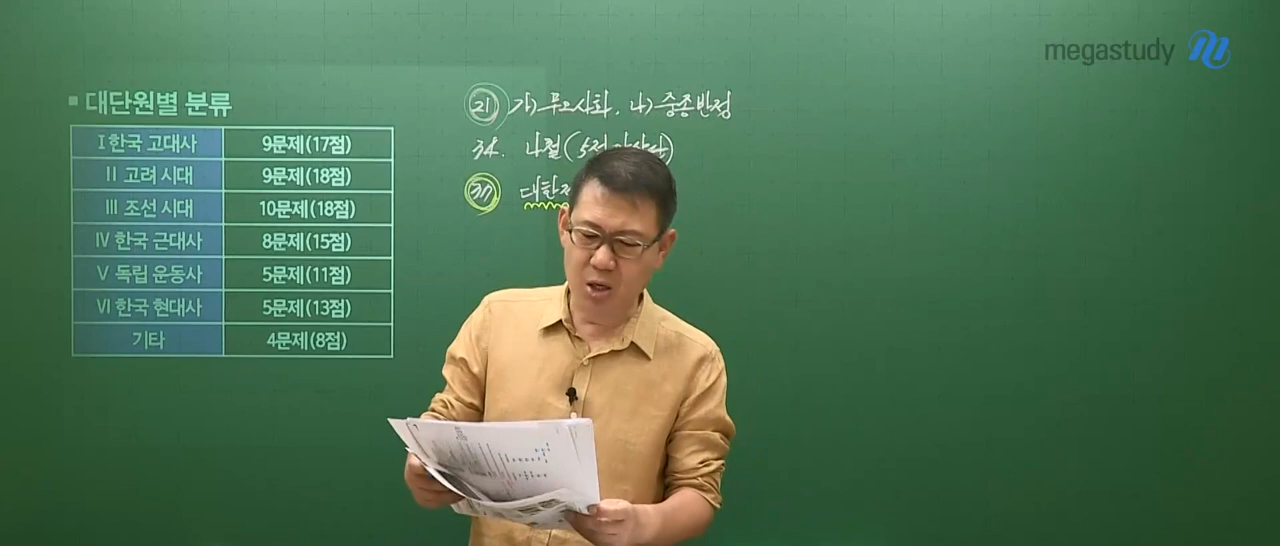 megastudy
대단원별 분류
I 한국 고대사 9문제(17점)
II 고려 시대 9문제(18점)
III 조선 시대 10문제(18점)
IV 한국 근대사 8문제(15점)
V 독립 운동사 5문제(11점)
VI 한국 현대사 5문제(13점)
기타 4문제(8점)
21 가) 무오사화, 나) 중종반정
34. 나철(
37 대한